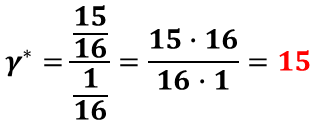 γ* = (15/16)/(1/16) = (15 · 16)/(16 · 1) = 15